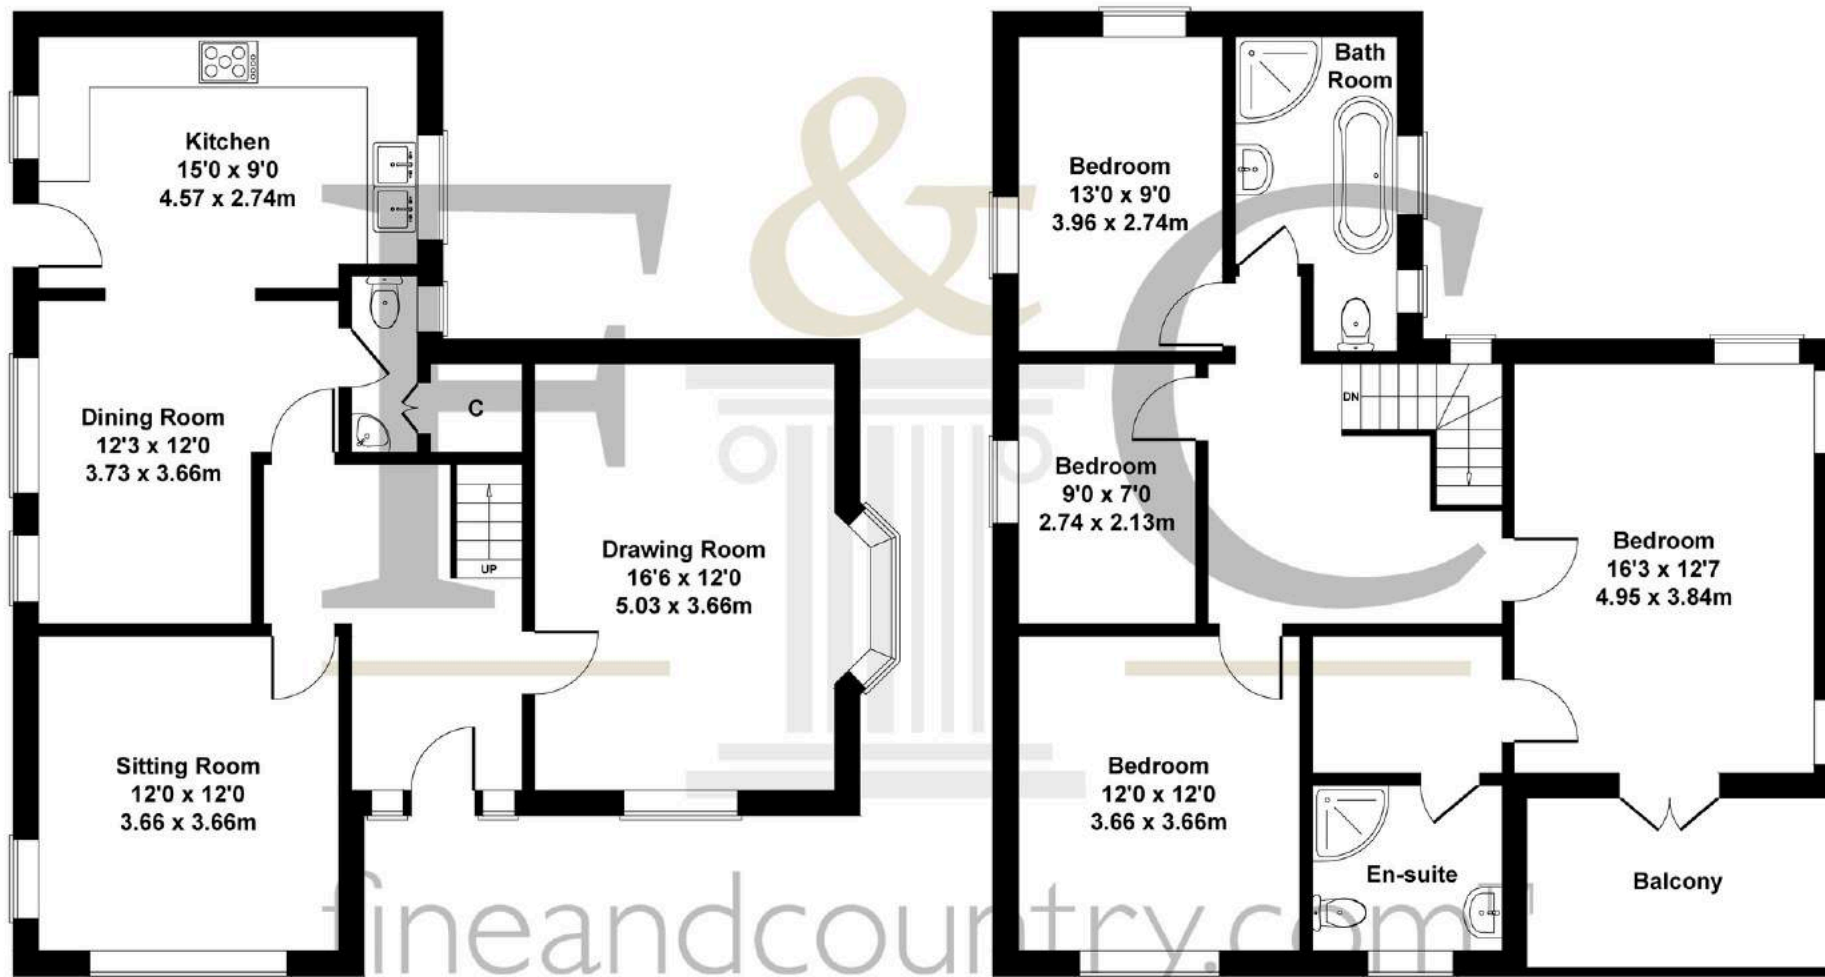 Kitchen
15'0 x 9'0
4.57 x 2.74m
Dining Room
12'3 x 12'0
3.73 x 3.66m
C
UP
Drawing Room
16'6 x 12'0
5.03 x 3.66m
Sitting Room
12'0 x 12'0
3.66 x 3.66m
Bath
Room
Bedroom
13'0 x 9'0
3.96 x 2.74m
DN
Bedroom
9'0 x 7'0
2.74 x 2.13m
Bedroom
16'3 x 12'7
4.95 x 3.84m
Bedroom
12'0 x 12'0
3.66 x 3.66m
En-suite
Balcony
F & C
fineandcountry.com™